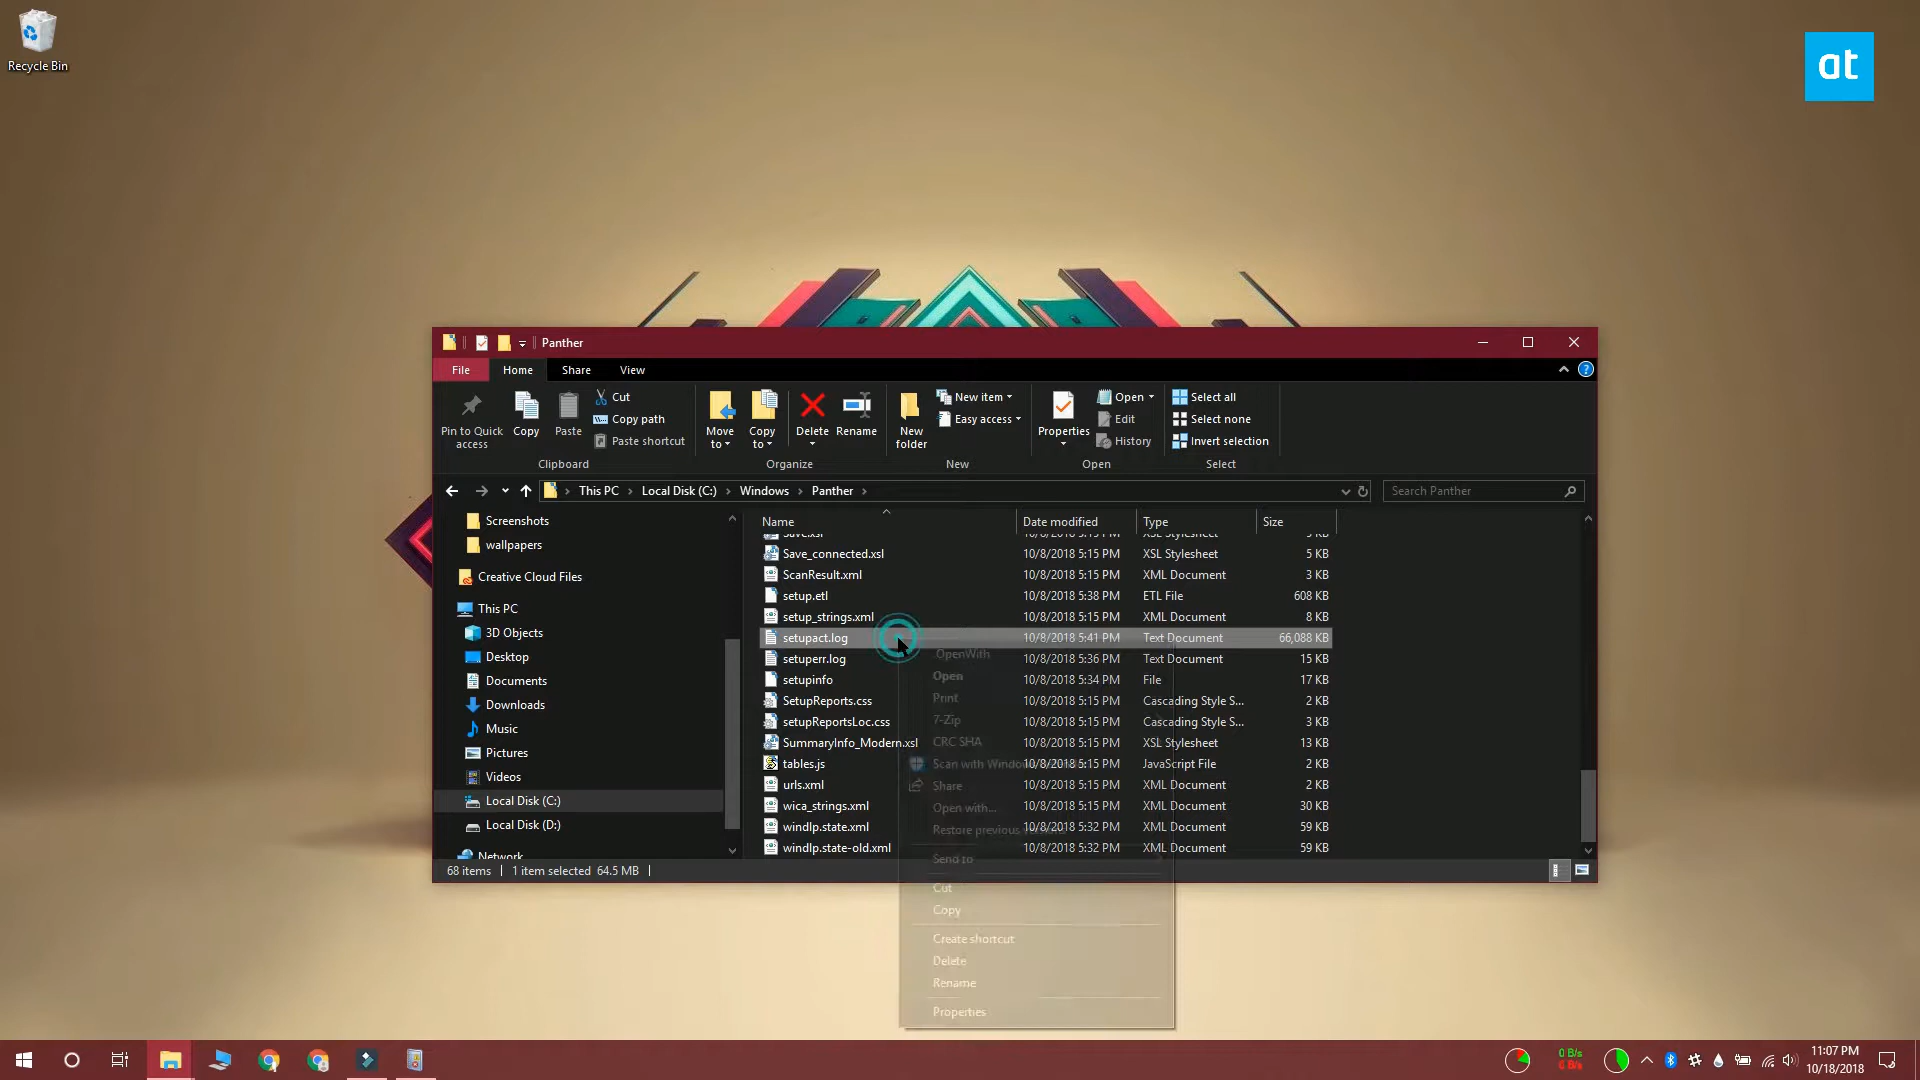 Recycle Bin
at
Panther
File Home Share View
Pin to Quick access
Copy
Paste
Cut
Copy path
Paste shortcut
Clipboard
Move to
Copy to
Delete
Rename
Organize
New folder
New item
Easy access
New
Properties
Open
Edit
History
Open
Select all
Select none
Invert selection
Select
This PC Local Disk (C:) Windows Panther
Search Panther
Screenshots
wallpapers
Creative Cloud Files
This PC
3D Objects
Desktop
Documents
Downloads
Music
Pictures
Videos
Local Disk (C:)
Local Disk (D:)
Network
Name Date modified Type Size
Save.xsl 10/8/2018 5:15 PM XSL Stylesheet 5 KB
Save_connected.xsl 10/8/2018 5:15 PM XSL Stylesheet 5 KB
ScanResult.xml 10/8/2018 5:15 PM XML Document 3 KB
setup.etl 10/8/2018 5:38 PM ETL File 608 KB
setup_strings.xml 10/8/2018 5:15 PM XML Document 8 KB
setupact.log 10/8/2018 5:41 PM Text Document 66,088 KB
setuperr.log 10/8/2018 5:36 PM Text Document 15 KB
setupinfo 10/8/2018 5:34 PM File 17 KB
SetupReports.css 10/8/2018 5:15 PM Cascading Style S... 2 KB
setupReportsLoc.css 10/8/2018 5:15 PM Cascading Style S... 3 KB
SummaryInfo_Modern.xsl 10/8/2018 5:15 PM XSL Stylesheet 13 KB
tables.js 10/8/2018 5:15 PM JavaScript File 2 KB
urls.xml 10/8/2018 5:15 PM XML Document 2 KB
wica_strings.xml 10/8/2018 5:15 PM XML Document 30 KB
windlp.state.xml 10/8/2018 5:32 PM XML Document 59 KB
windlp.state-old.xml 10/8/2018 5:32 PM XML Document 59 KB
OpenWith
Open
Print
7-Zip
CRC SHA
Scan with Windows
Share
Open with...
Restore previous
Send to
Cut
Copy
Create shortcut
Delete
Rename
Properties
68 items 1 item selected 64.5 MB
0 B/s
0 B/s
11:07 PM
10/18/2018